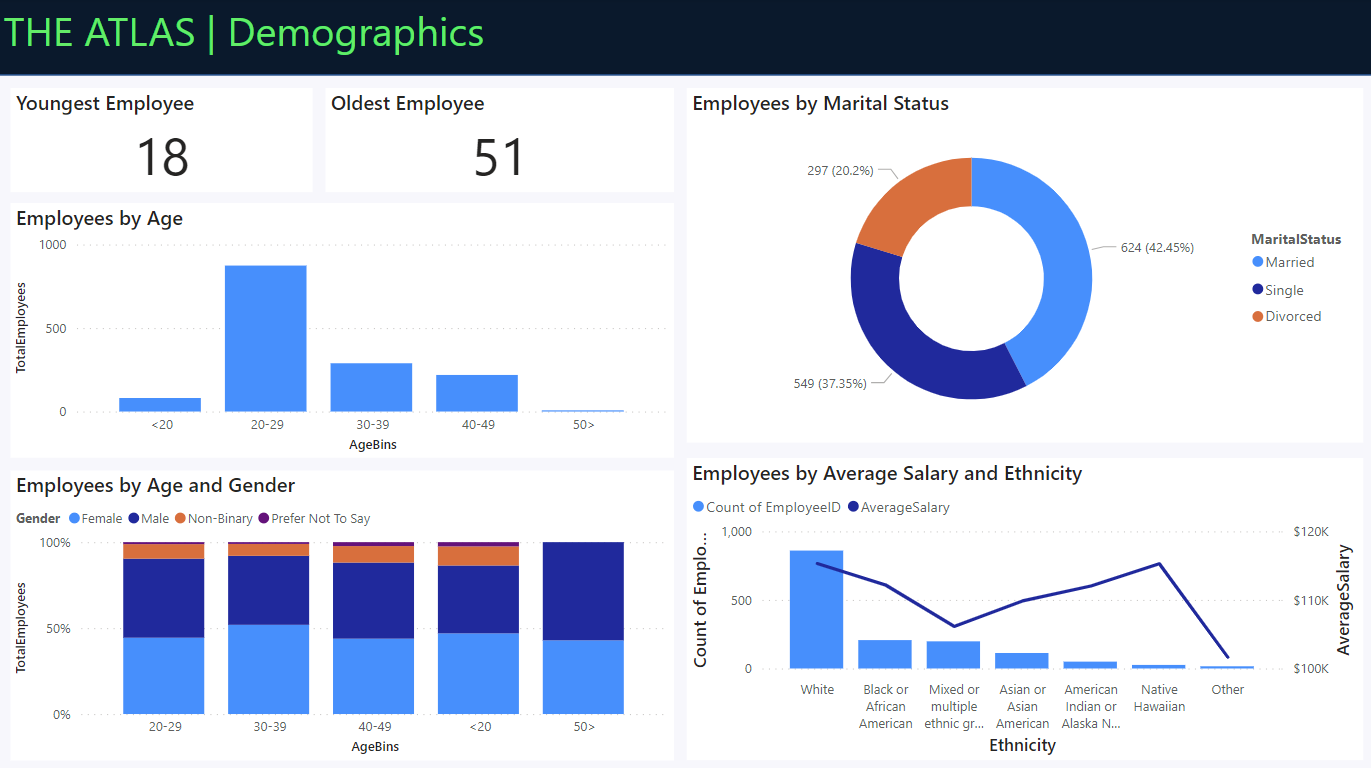 THE ATLAS | Demographics
Youngest Employee
18
Oldest Employee
51
Employees by Age
TotalEmployees
1000
500
0
<20
20-29
30-39
40-49
50>
AgeBins
Employees by Age and Gender
Gender Female Male Non-Binary Prefer Not To Say
TotalEmployees
100%
50%
0%
20-29
30-39
40-49
<20
50>
AgeBins
Employees by Marital Status
297 (20.2%)
624 (42.45%)
549 (37.35%)
MaritalStatus
Married
Single
Divorced
Employees by Average Salary and Ethnicity
Count of EmployeeID AverageSalary
Count of Emplo...
1,000
500
0
$120K
$110K
$100K
AverageSalary
White
Black or
African
American
Mixed or
multiple
ethnic gr...
Asian or
Asian
American
American
Indian or
Alaska N...
Native
Hawaiian
Other
Ethnicity